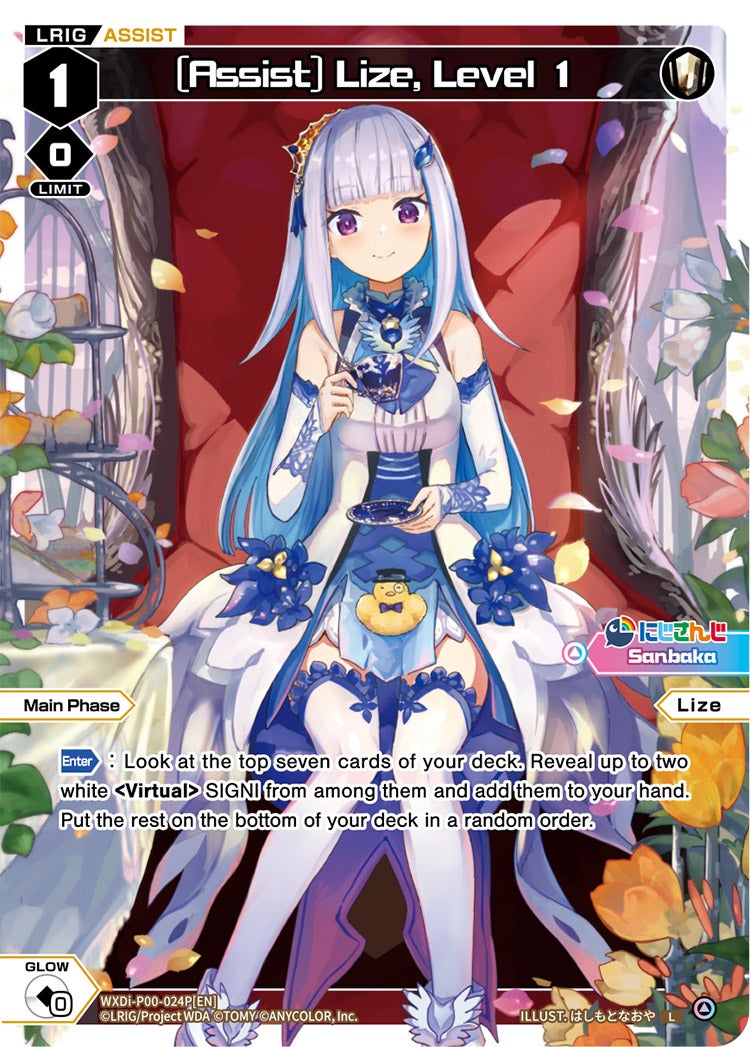 LRIG ASSIST
1
[Assist] Lize, Level 1
0
LIMIT
にじさんじ
Sanbaka
Main Phase
Lize
Enter : Look at the top seven cards of your deck. Reveal up to two
white <Virtual> SIGNI from among them and add them to your hand.
Put the rest on the bottom of your deck in a random order.
GLOW
0
WXDi-P00-024P[EN]
©LRIG/Project WDA ©TOMY ©ANYCOLOR, Inc.
ILLUST. はしもとなおや L